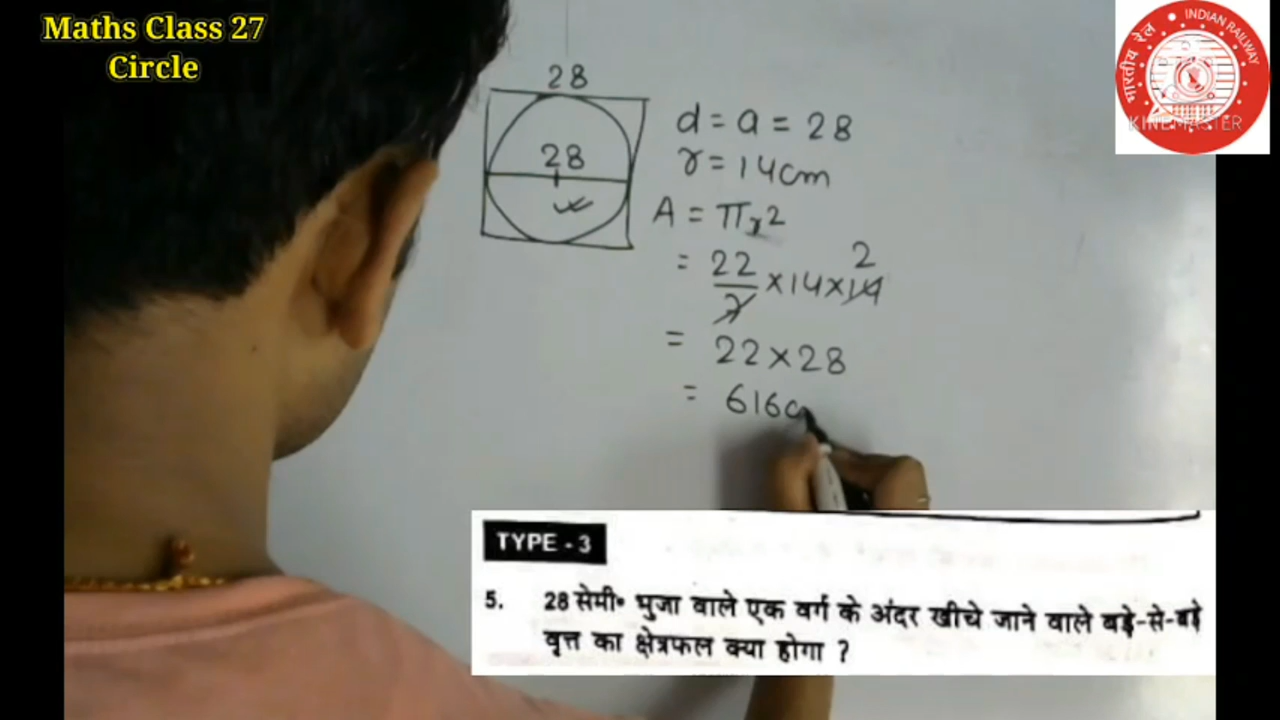 Maths Class 27
Circle
भारतीय रेल INDIAN RAILWAY
KINEMASTER
28
28
d = a = 28
r = 14cm
A = πr2
= 22/7 ×14×14 2
= 22×28
= 616c
TYPE - 3
5. 28 सेमी॰ भुजा वाले एक वर्ग के अंदर खीचे जाने वाले बड़े-से-बड़े
वृत्त का क्षेत्रफल क्या होगा ?